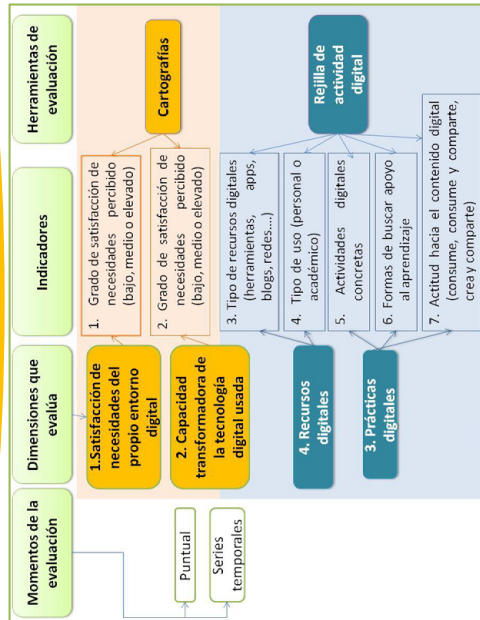 Momentos de la
evaluación
Dimensiones que
evalúa
Indicadores
Herramientas de
evaluación
Puntual
Series
temporales
1.Satisfacción de
necesidades del
propio entorno
digital
2. Capacidad
transformadora de
la tecnología
digital usada
4. Recursos
digitales
3. Prácticas
digitales
1. Grado de satisfacción de
necesidades percibido
(bajo, medio o elevado)
2. Grado de satisfacción de
necesidades percibido
(bajo, medio o elevado)
3. Tipo de recursos digitales
(herramientas, apps,
blogs, redes....)
4. Tipo de uso (personal o
académico)
5. Actividades digitales
concretas
6. Formas de buscar apoyo
al aprendizaje
7. Actitud hacia el contenido digital
(consume, consume y comparte,
crea y comparte)
Cartografías
Rejilla de
actividad
digital